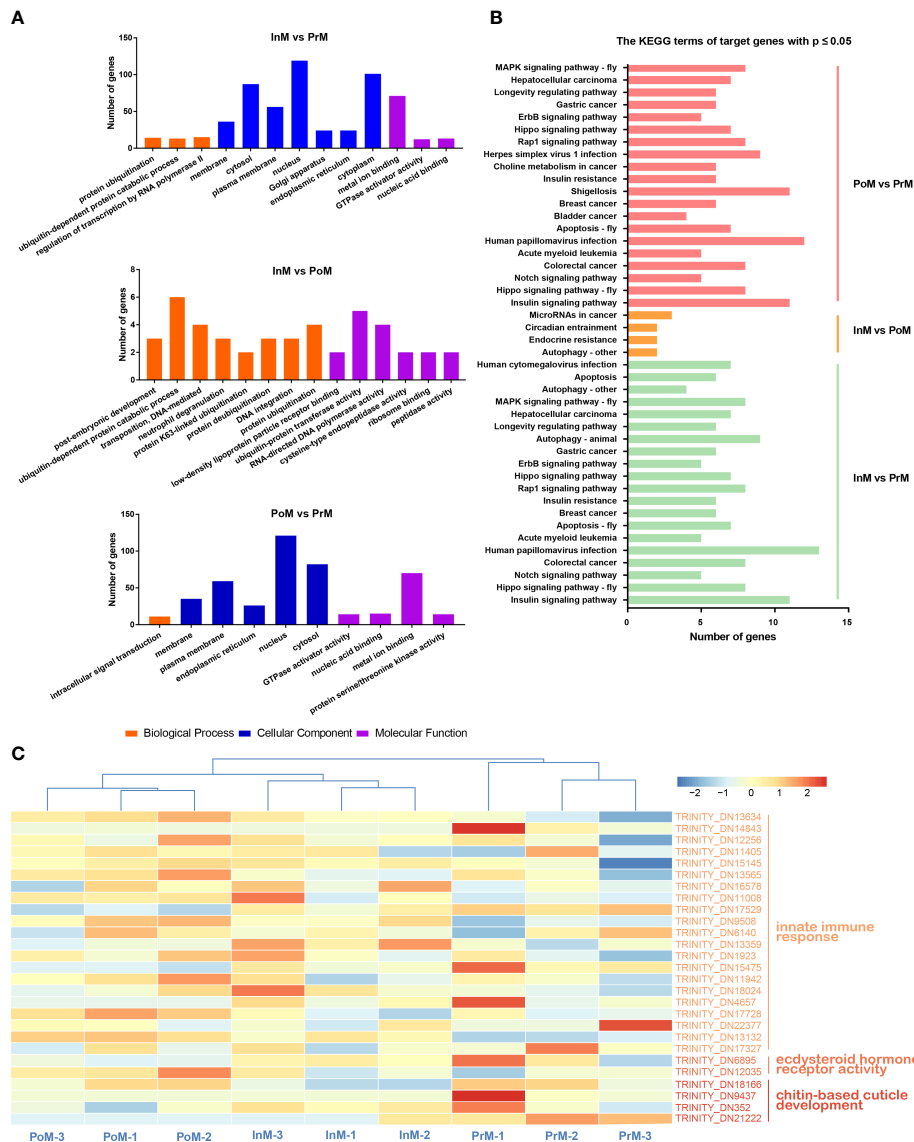 A
InM vs PrM
Number of genes
150
100
50
0
protein ubiquitination
ubiquitin-dependent protein catabolic process
regulation of transcription by RNA polymerase II
membrane
cytosol
plasma membrane
nucleus
Golgi apparatus
endoplasmic reticulum
cytoplasm
metal ion binding
GTPase activator activity
nucleic acid binding
InM vs PoM
Number of genes
8
6
4
2
0
post-embryonic development
ubiquitin-dependent protein catabolic process
transposition, DNA-mediated
neutrophil degranulation
protein K63-linked ubiquitination
protein deubiquitination
DNA integration
protein ubiquitination
low-density lipoprotein particle receptor binding
ubiquitin-protein transferase activity
RNA-directed DNA polymerase activity
cysteine-type endopeptidase activity
ribosome binding
peptidase activity
PoM vs PrM
Number of genes
150
100
50
0
intracellular signal transduction
membrane
plasma membrane
endoplasmic reticulum
nucleus
cytosol
GTPase activator activity
nucleic acid binding
metal ion binding
protein serine/threonine kinase activity
Biological Process
Cellular Component
Molecular Function
B
The KEGG terms of target genes with p ≤ 0.05
MAPK signaling pathway - fly
Hepatocellular carcinoma
Longevity regulating pathway
Gastric cancer
ErbB signaling pathway
Hippo signaling pathway
Rap1 signaling pathway
Herpes simplex virus 1 infection
Choline metabolism in cancer
Insulin resistance
Shigellosis
Breast cancer
Bladder cancer
Apoptosis - fly
Human papillomavirus infection
Acute myeloid leukemia
Colorectal cancer
Notch signaling pathway
Hippo signaling pathway - fly
Insulin signaling pathway
MicroRNAs in cancer
Circadian entrainment
Endocrine resistance
Autophagy - other
Human cytomegalovirus infection
Apoptosis
Autophagy - other
MAPK signaling pathway - fly
Hepatocellular carcinoma
Longevity regulating pathway
Autophagy - animal
Gastric cancer
ErbB signaling pathway
Hippo signaling pathway
Rap1 signaling pathway
Insulin resistance
Breast cancer
Apoptosis - fly
Acute myeloid leukemia
Human papillomavirus infection
Colorectal cancer
Notch signaling pathway
Hippo signaling pathway - fly
Insulin signaling pathway
PoM vs PrM
InM vs PoM
InM vs PrM
0 5 10 15
Number of genes
C
−2 −1 0 1 2
TRINITY_DN13634
TRINITY_DN14843
TRINITY_DN12256
TRINITY_DN11405
TRINITY_DN15145
TRINITY_DN13565
TRINITY_DN16578
TRINITY_DN11008
TRINITY_DN17529
TRINITY_DN9508
TRINITY_DN6140
TRINITY_DN13359
TRINITY_DN1923
TRINITY_DN15475
TRINITY_DN11942
TRINITY_DN18024
TRINITY_DN4657
TRINITY_DN17728
TRINITY_DN22377
TRINITY_DN13132
TRINITY_DN17327
TRINITY_DN6895
TRINITY_DN12035
TRINITY_DN18166
TRINITY_DN9437
TRINITY_DN352
TRINITY_DN21222
innate immune
response
ecdysteroid hormone
receptor activity
chitin-based cuticle
development
PoM-3 PoM-1 PoM-2 InM-3 InM-1 InM-2 PrM-1 PrM-2 PrM-3